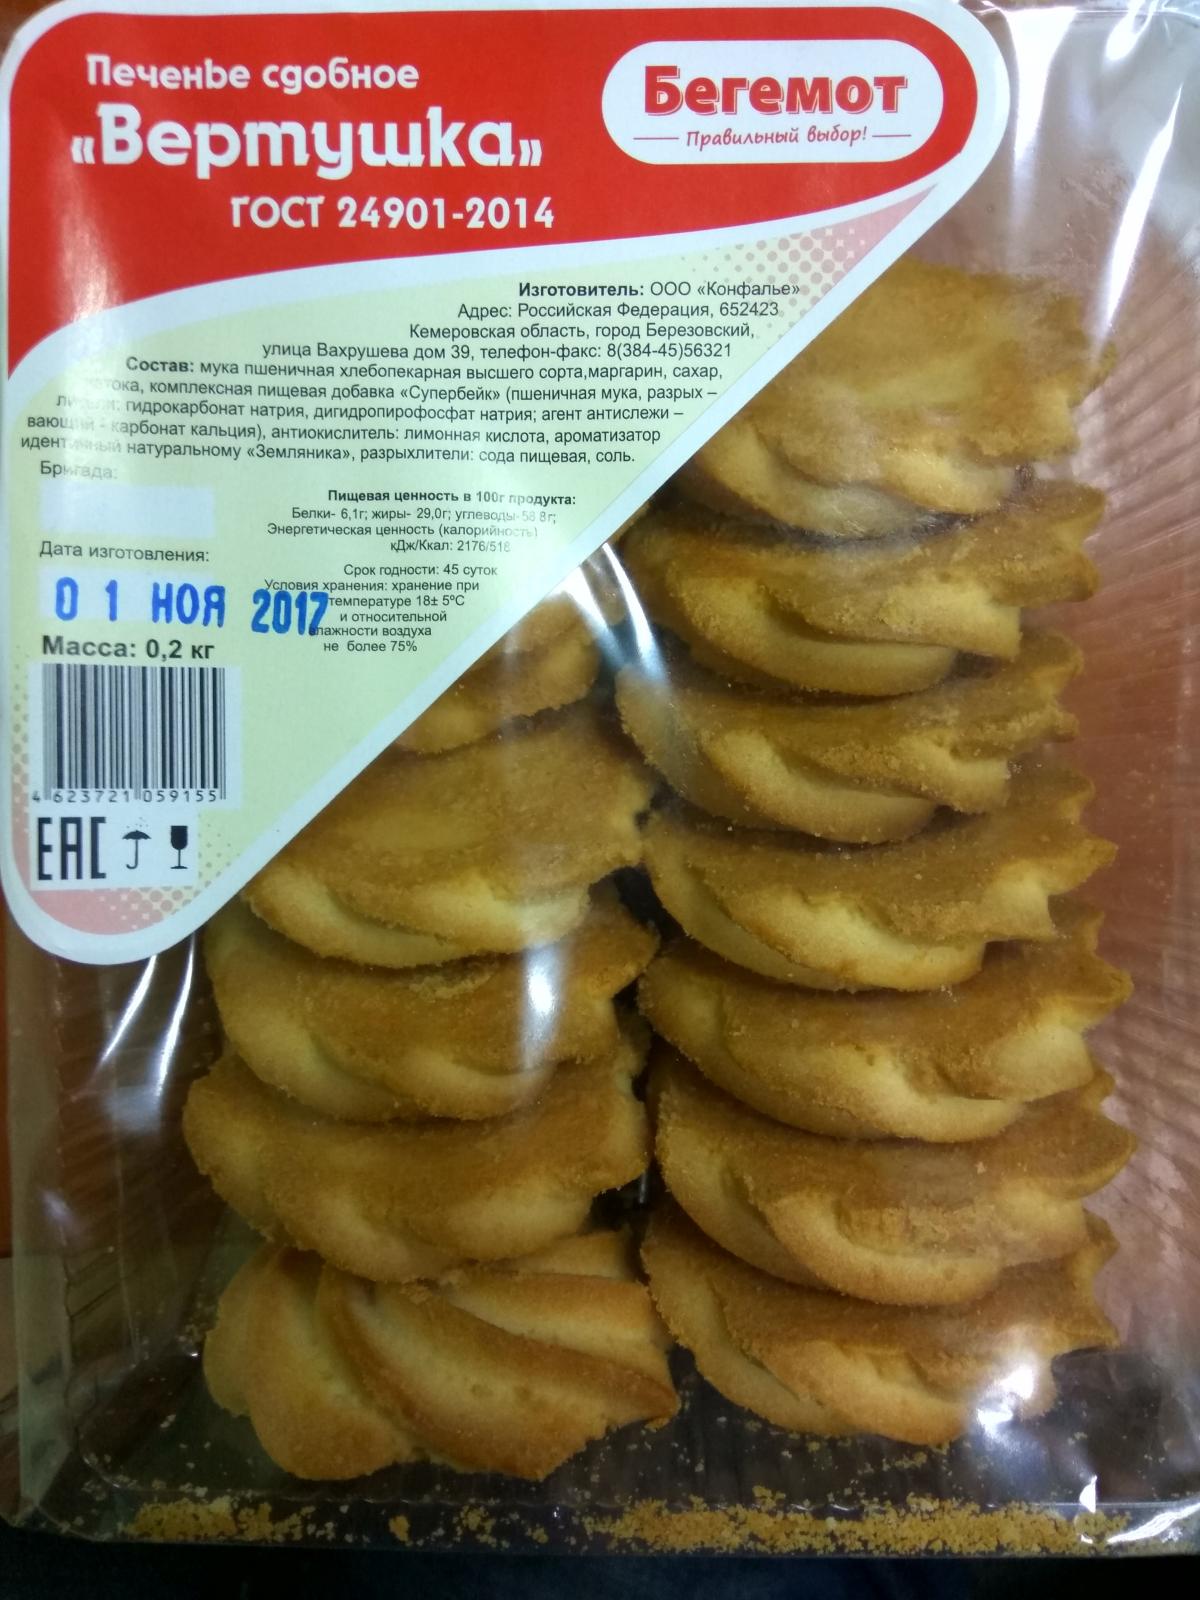 Печенье сдобное
«Вертушка»
ГОСТ 24901-2014
Бегемот
Правильный выбор!
Изготовитель: ООО «Конфалье»
Адрес: Российская Федерация, 652423
Кемеровская область, город Березовский,
улица Вахрушева дом 39, телефон-факс: 8(384-45)56321
Состав: мука пшеничная хлебопекарная высшего сорта,маргарин, сахар,
патока, комплексная пищевая добавка «Супербейк» (пшеничная мука, разрых –
лители: гидрокарбонат натрия, дигидропирофосфат натрия; агент антислежи –
вающий - карбонат кальция), антиокислитель: лимонная кислота, ароматизатор
идентичный натуральному «Земляника», разрыхлители: сода пищевая, соль.
Бригада:
Пищевая ценность в 100г продукта:
Белки- 6,1г; жиры- 29,0г; углеводы-58 8г;
Энергетическая ценность (калорийность)
кДж/Ккал: 2176/518
Дата изготовления:
01 НОЯ 2017
Срок годности: 45 суток
Условия хранения: хранение при
температуре 18± 5°С
и относительной
влажности воздуха
не более 75%
Масса: 0,2 кг
4 623721 059155
ЕАС